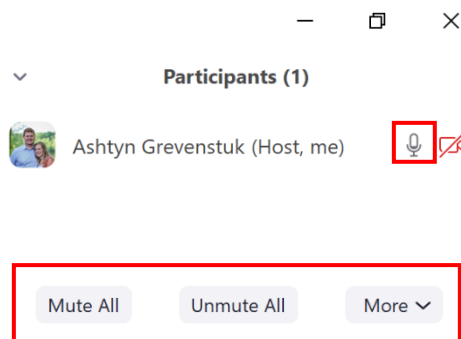 Participants (1)
Ashtyn Grevenstuk (Host, me)
Mute All
Unmute All
More